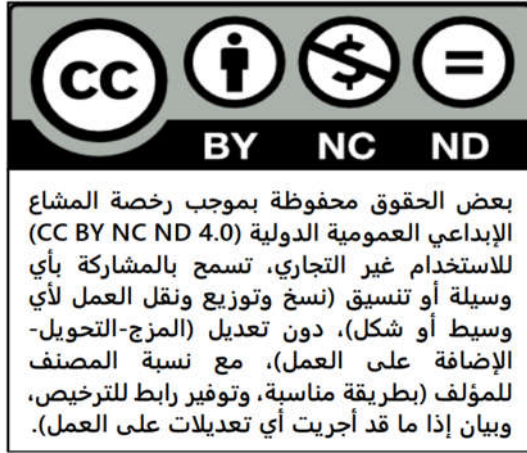 cc
BY NC ND
بعض الحقوق محفوظة بموجب رخصة المشاع
الإبداعي العمومية الدولية (CC BY NC ND 4.0)
للاستخدام غير التجاري، تسمح بالمشاركة بأي
وسيلة أو تنسيق (نسخ وتوزيع ونقل العمل لأي
وسيط أو شكل)، دون تعديل (المزج-التحويل-
الإضافة على العمل)، مع نسبة المصنف
للمؤلف (بطريقة مناسبة، وتوفير رابط للترخيص،
وبيان إذا ما قد أجريت أي تعديلات على العمل).